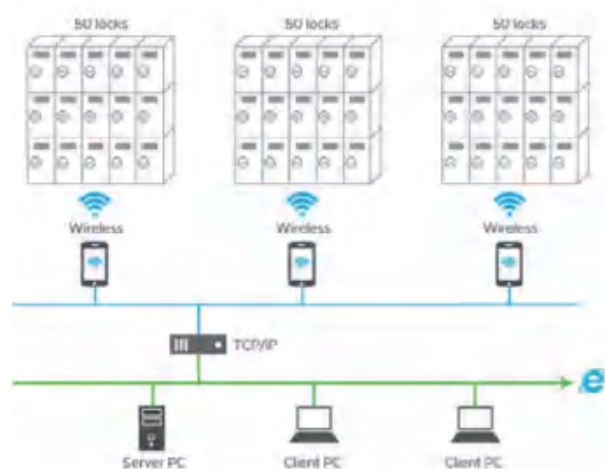 50 locks
50 locks
50 locks
Wireless
Wireless
Wireless
TCP/IP
Server PC
Client PC
Client PC